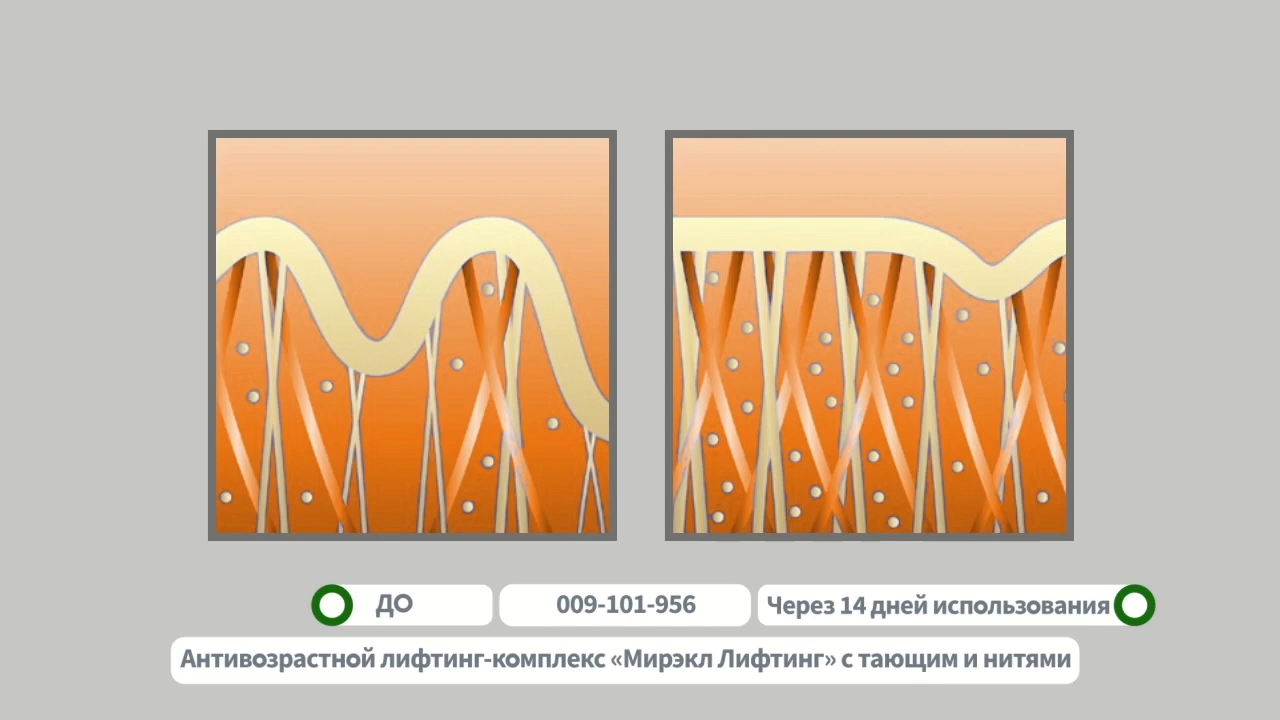 ДО
009-101-956
Через 14 дней использования
Антивозрастной лифтинг-комплекс «Мирэкл Лифтинг» с тающим и нитями